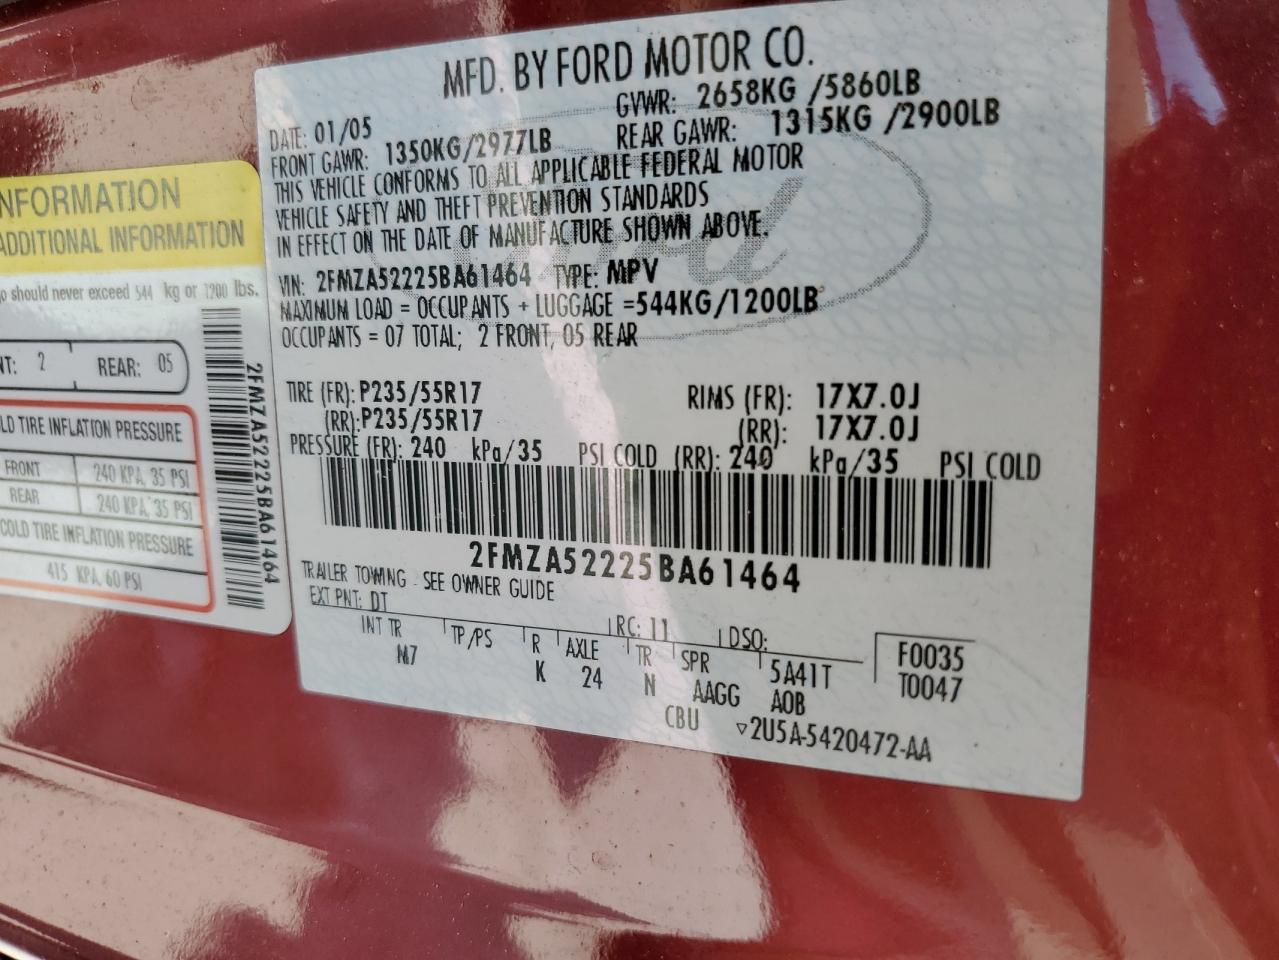 MFD. BY FORD MOTOR CO.
DATE: 01/05 GVWR: 2658KG /5860LB
FRONT GAWR: 1350KG/2977LB REAR GAWR: 1315KG /2900LB
THIS VEHICLE CONFORMS TO ALL APPLICABLE FEDERAL MOTOR
VEHICLE SAFETY AND THEFT PREVENTION STANDARDS
IN EFFECT ON THE DATE OF MANUFACTURE SHOWN ABOVE.
VIN: 2FMZA52225BA61464 TYPE: MPV
MAXIMUM LOAD = OCCUPANTS + LUGGAGE =544KG/1200LB
OCCUPANTS = 07 TOTAL; 2 FRONT, 05 REAR
TIRE (FR): P235/55R17 RIMS (FR): 17X7.0J
(RR): P235/55R17 (RR): 17X7.0J
PRESSURE (FR): 240 kPa/35 PSI COLD (RR): 240 kPa/35 PSI COLD
2FMZA52225BA61464
TRAILER TOWING - SEE OWNER GUIDE
EXT PNT: DT RC: 11 DSO:
INT TR TP/PS R AXLE TR SPR 5A41T
M7 K 24 N AAGG A0B
F0035
T0047
CBU ▿2U5A-5420472-AA
Ford
NFORMATION
ADDITIONAL INFORMATION
o should never exceed 544 kg or 1200 lbs.
NT: 2 REAR: 05
LD TIRE INFLATION PRESSURE
FRONT 240 KPA, 35 PSI
REAR 240 KPA, 35 PSI
COLD TIRE INFLATION PRESSURE
415 KPA, 60 PSI
2FMZA52225BA61464